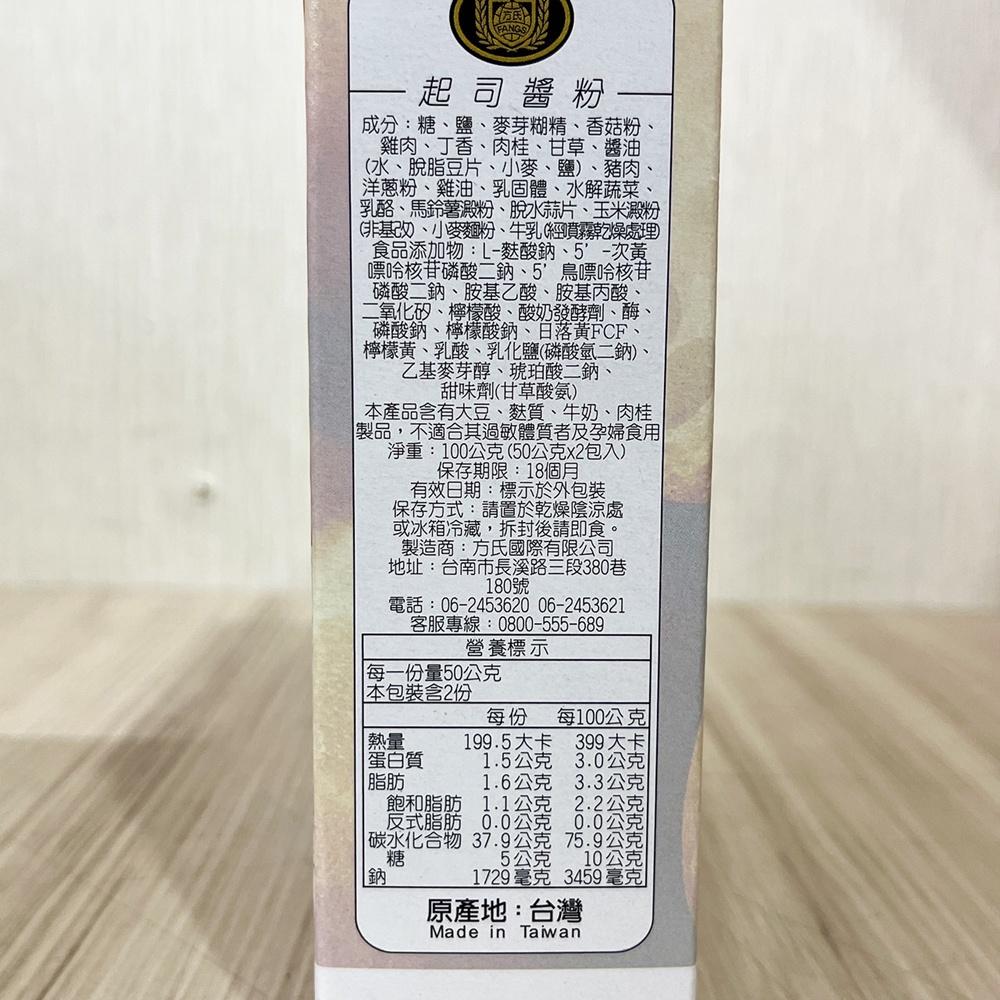 方氏
FANGS
起司醬粉
成分：糖、鹽、麥芽糊精、香菇粉、
雞肉、丁香、肉桂、甘草、醬油
(水、脫脂豆片、小麥、鹽)、豬肉、
洋蔥粉、雞油、乳固體、水解蔬菜、
乳酪、馬鈴薯澱粉、脫水蒜片、玉米澱粉
(非基改)、小麥麵粉、牛乳(經噴霧乾燥處理)
食品添加物：L-麩酸鈉、5'-次黃
嘌呤核苷磷酸二鈉、5'鳥嘌呤核苷
磷酸二鈉、胺基乙酸、胺基丙酸、
二氧化矽、檸檬酸、酸奶發酵劑、酶、
磷酸鈉、檸檬酸鈉、日落黃FCF、
檸檬黃、乳酸、乳化鹽(磷酸氫二鈉)、
乙基麥芽醇、琥珀酸二鈉、
甜味劑(甘草酸氨)
本產品含有大豆、麩質、牛奶、肉桂
製品，不適合其過敏體質者及孕婦食用
淨重：100公克(50公克x2包入)
保存期限：18個月
有效日期：標示於外包裝
保存方式：請置於乾燥陰涼處
或冰箱冷藏，拆封後請即食。
製造商：方氏國際有限公司
地址：台南市長溪路三段380巷
180號
電話：06-2453620 06-2453621
客服專線：0800-555-689
營養標示
每一份量50公克
本包裝含2份
每份 每100公克
熱量 199.5大卡 399大卡
蛋白質 1.5公克 3.0公克
脂肪 1.6公克 3.3公克
飽和脂肪 1.1公克 2.2公克
反式脂肪 0.0公克 0.0公克
碳水化合物 37.9公克 75.9公克
糖 5公克 10公克
鈉 1729毫克 3459毫克
原產地：台灣
Made in Taiwan